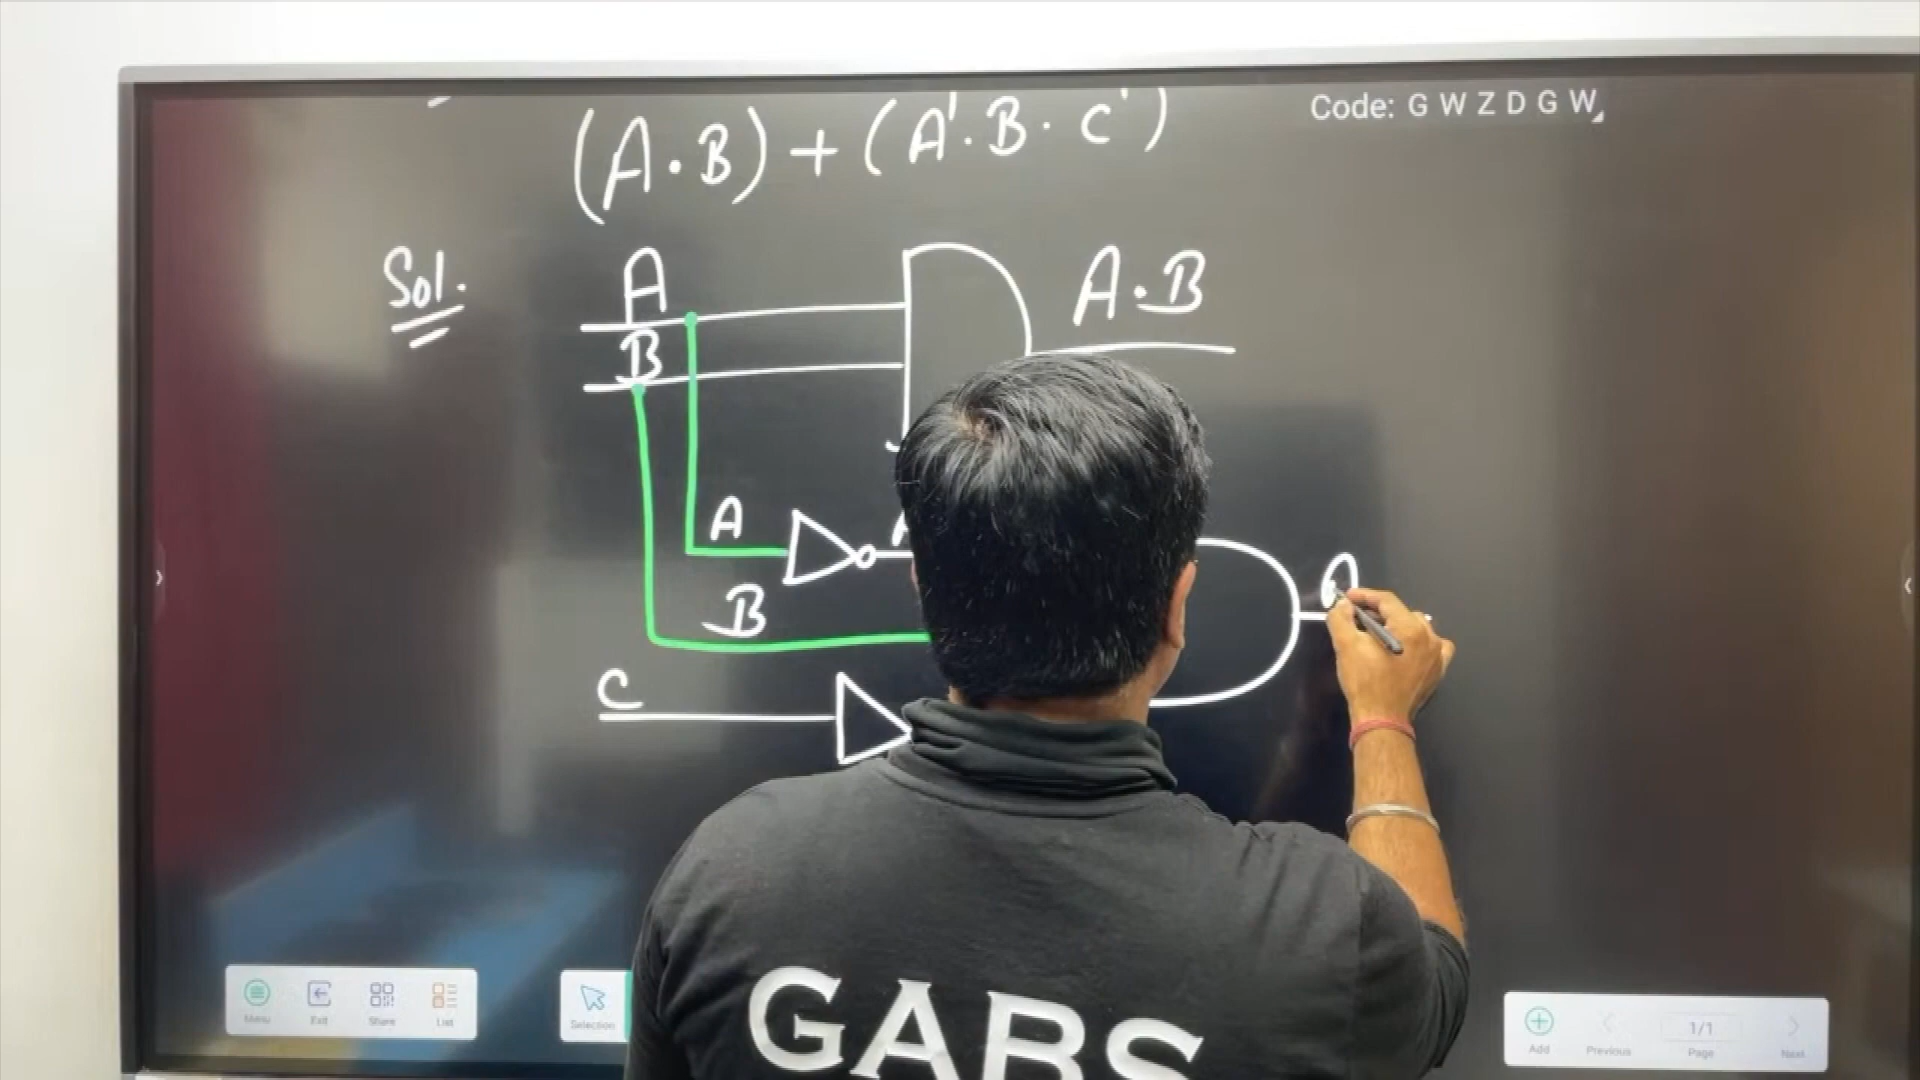 Code: G W Z D G W
(A.B) + (A'.B.C')
Sol.
A
A.B
B
A
B
C
GABS
Menu
Exit
Share
List
Selection
Add
Previous
1/1
Page
Next